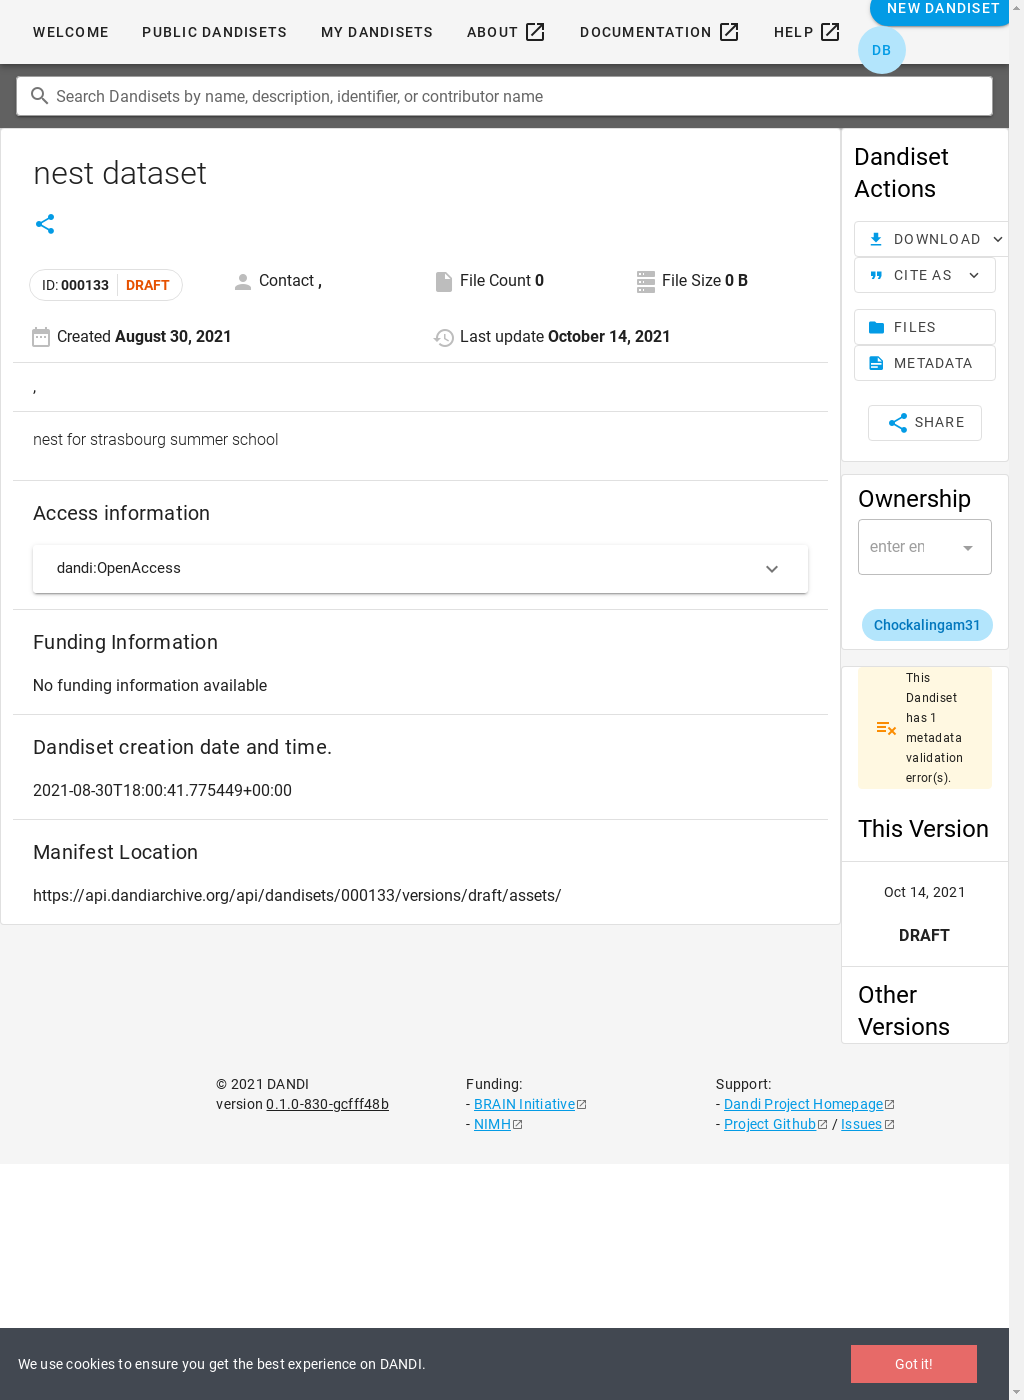 WELCOME PUBLIC DANDISETS MY DANDISETS ABOUT DOCUMENTATION HELP NEW DANDISET
DB
Search Dandisets by name, description, identifier, or contributor name
nest dataset
ID: 000133 DRAFT Contact , File Count 0 File Size 0 B
Created August 30, 2021 Last update October 14, 2021
,
nest for strasbourg summer school
Access information
dandi:OpenAccess
Funding Information
No funding information available
Dandiset creation date and time.
2021-08-30T18:00:41.775449+00:00
Manifest Location
https://api.dandiarchive.org/api/dandisets/000133/versions/draft/assets/
Dandiset
Actions
DOWNLOAD
CITE AS
FILES
METADATA
SHARE
Ownership
enter en
Chockalingam31
This
Dandiset
has 1
metadata
validation
error(s).
This Version
Oct 14, 2021
DRAFT
Other
Versions
© 2021 DANDI
version 0.1.0-830-gcfff48b
Funding:
- BRAIN Initiative
- NIMH
Support:
- Dandi Project Homepage
- Project Github / Issues
We use cookies to ensure you get the best experience on DANDI.
Got it!